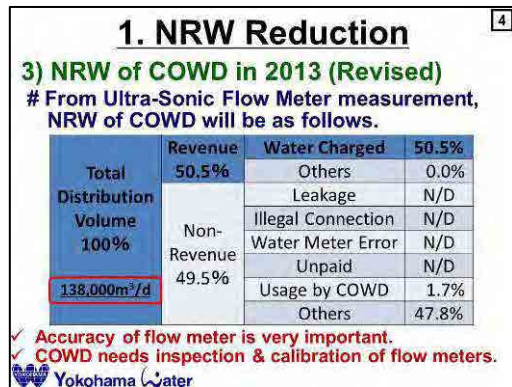 4
1. NRW Reduction
3) NRW of COWD in 2013 (Revised)
# From Ultra-Sonic Flow Meter measurement,
NRW of COWD will be as follows.
Total Distribution Volume 100%
138,000m³/d
Revenue 50.5%
Water Charged 50.5%
Others 0.0%
Non-Revenue 49.5%
Leakage N/D
Illegal Connection N/D
Water Meter Error N/D
Unpaid N/D
Usage by COWD 1.7%
Others 47.8%
✓ Accuracy of flow meter is very important.
✓ COWD needs inspection & calibration of flow meters.
YOKOHAMA Yokohama Water